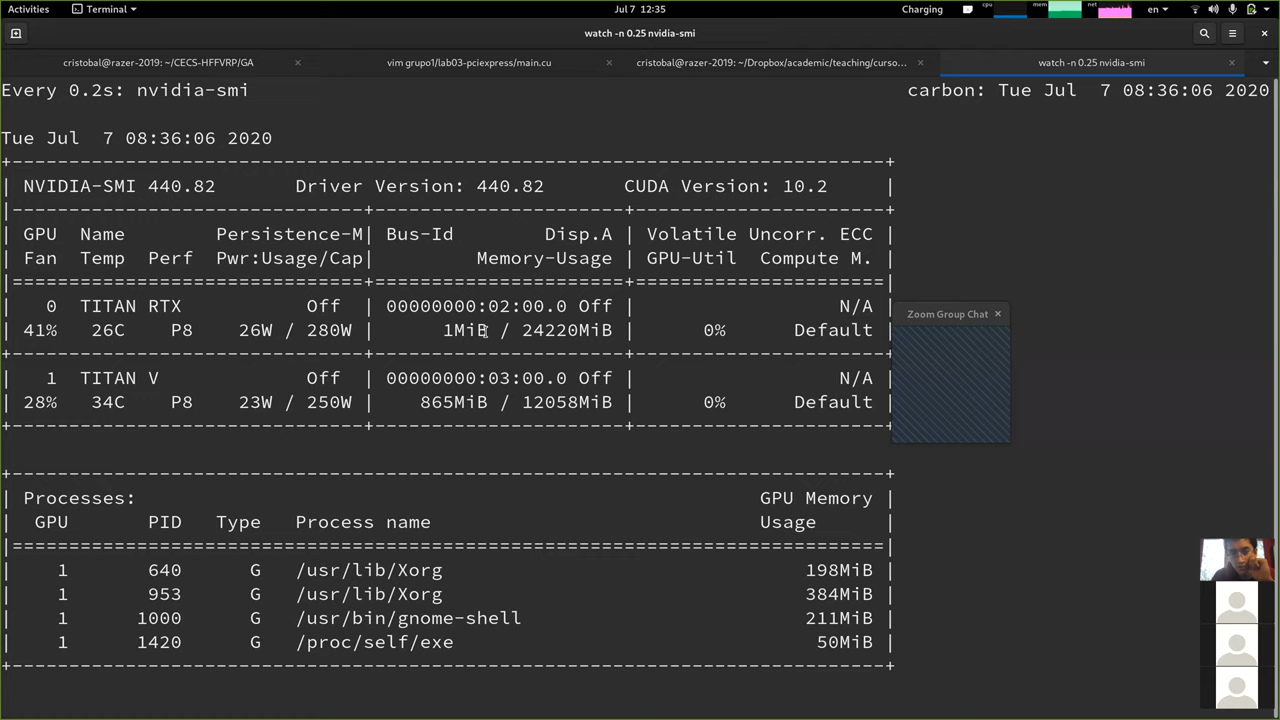 Activities Terminal Jul 7 12:35 Charging cpu mem net en
watch -n 0.25 nvidia-smi
cristobal@razer-2019: ~/CECS-HFFVRP/GA × vim grupo1/lab03-pciexpress/main.cu × cristobal@razer-2019: ~/Dropbox/academic/teaching/curso... × watch -n 0.25 nvidia-smi ×
Every 0.2s: nvidia-smi carbon: Tue Jul  7 08:36:06 2020
Tue Jul  7 08:36:06 2020
+-----------------------------------------------------------------------------+
| NVIDIA-SMI 440.82       Driver Version: 440.82       CUDA Version: 10.2     |
|-------------------------------+----------------------+----------------------+
| GPU  Name        Persistence-M| Bus-Id        Disp.A | Volatile Uncorr. ECC |
| Fan  Temp  Perf  Pwr:Usage/Cap|         Memory-Usage | GPU-Util  Compute M. |
|===============================+======================+======================|
|   0  TITAN RTX           Off  | 00000000:02:00.0 Off |                  N/A |
| 41%   26C    P8    26W / 280W |      1MiB / 24220MiB |      0%      Default |
+-------------------------------+----------------------+----------------------+
|   1  TITAN V             Off  | 00000000:03:00.0 Off |                  N/A |
| 28%   34C    P8    23W / 250W |    865MiB / 12058MiB |      0%      Default |
+-------------------------------+----------------------+----------------------+
Zoom Group Chat ×
+-----------------------------------------------------------------------------+
| Processes:                                                       GPU Memory |
|  GPU       PID   Type   Process name                             Usage      |
|=============================================================================|
|    1       640      G   /usr/lib/Xorg                                198MiB |
|    1       953      G   /usr/lib/Xorg                                384MiB |
|    1      1000      G   /usr/bin/gnome-shell                         211MiB |
|    1      1420      G   /proc/self/exe                                50MiB |
+-----------------------------------------------------------------------------+